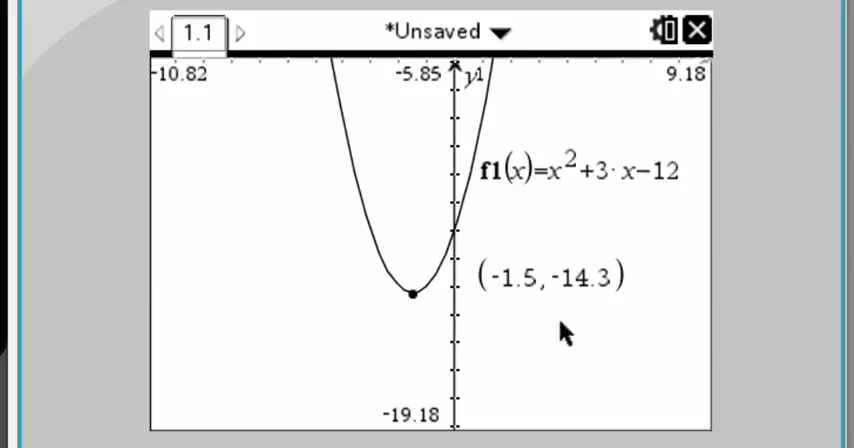 1.1 *Unsaved
-10.82 -5.85 y 9.18
f1(x)=x²+3·x-12
(-1.5,-14.3)
-19.18